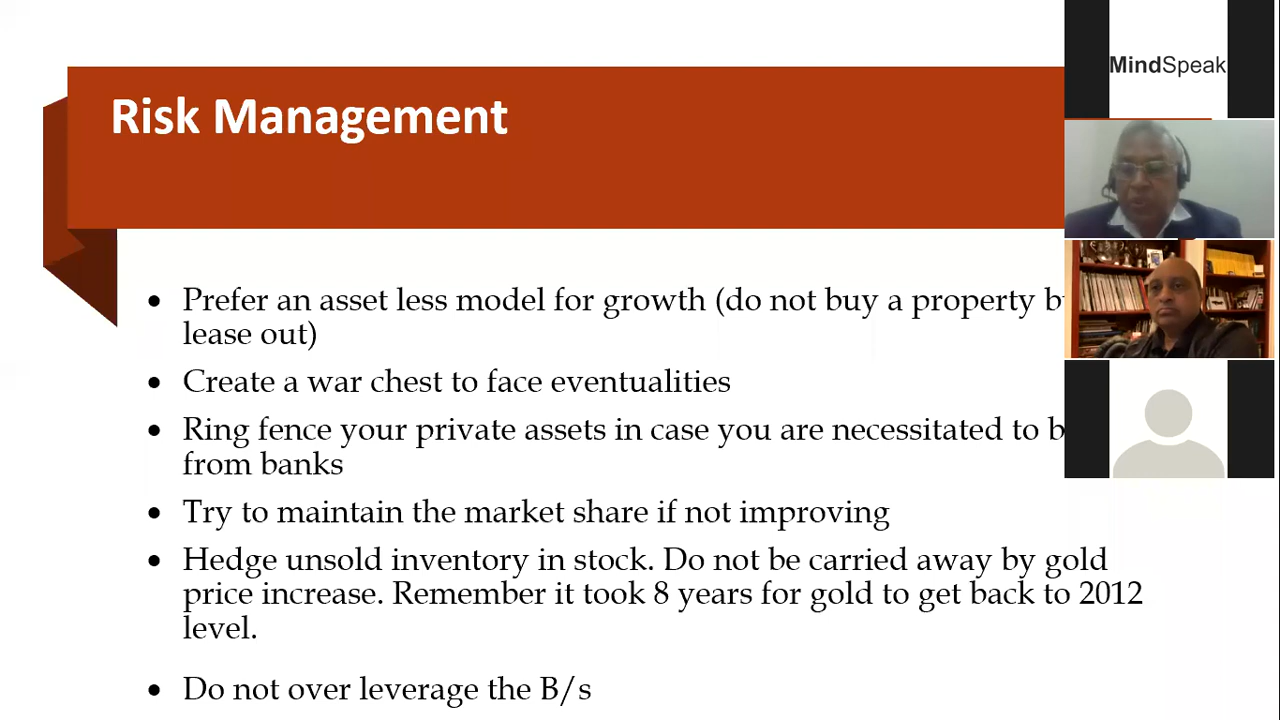 Risk Management
MindSpeak
• Prefer an asset less model for growth (do not buy a property
lease out)
• Create a war chest to face eventualities
• Ring fence your private assets in case you are necessitated to
from banks
• Try to maintain the market share if not improving
• Hedge unsold inventory in stock. Do not be carried away by gold
price increase. Remember it took 8 years for gold to get back to 2012
level.
• Do not over leverage the B/s